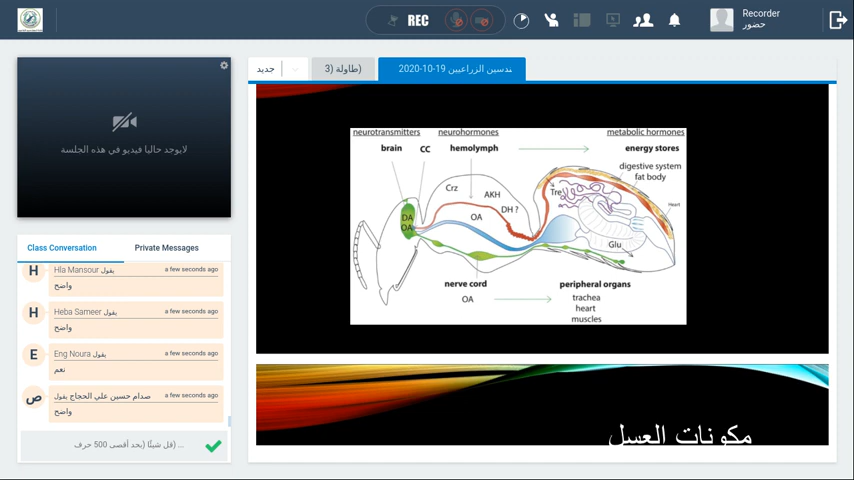 REC
Recorder
حضور
جديد
(طاولة (3
ندسين الزراعيين 19-10-2020
لايوجد حاليا فيديو في هذه الجلسة
Class Conversation
Private Messages
H
Hla Mansour يقول
a few seconds ago
واضح
H
Heba Sameer يقول
a few seconds ago
واضح
E
Eng Noura يقول
a few seconds ago
نعم
ص
صدام حسين علي الحجاج يقول
a few seconds ago
واضح
... (قل شيئًا (بحد أقصى 500 حرف
neurotransmitters
neurohormones
metabolic hormones
brain
CC
hemolymph
energy stores
digestive system
fat body
Crz
AKH
Tre
Heart
DH ?
DA
OA
OA
Glu
nerve cord
peripheral organs
OA
trachea
heart
muscles
مكونات العسل